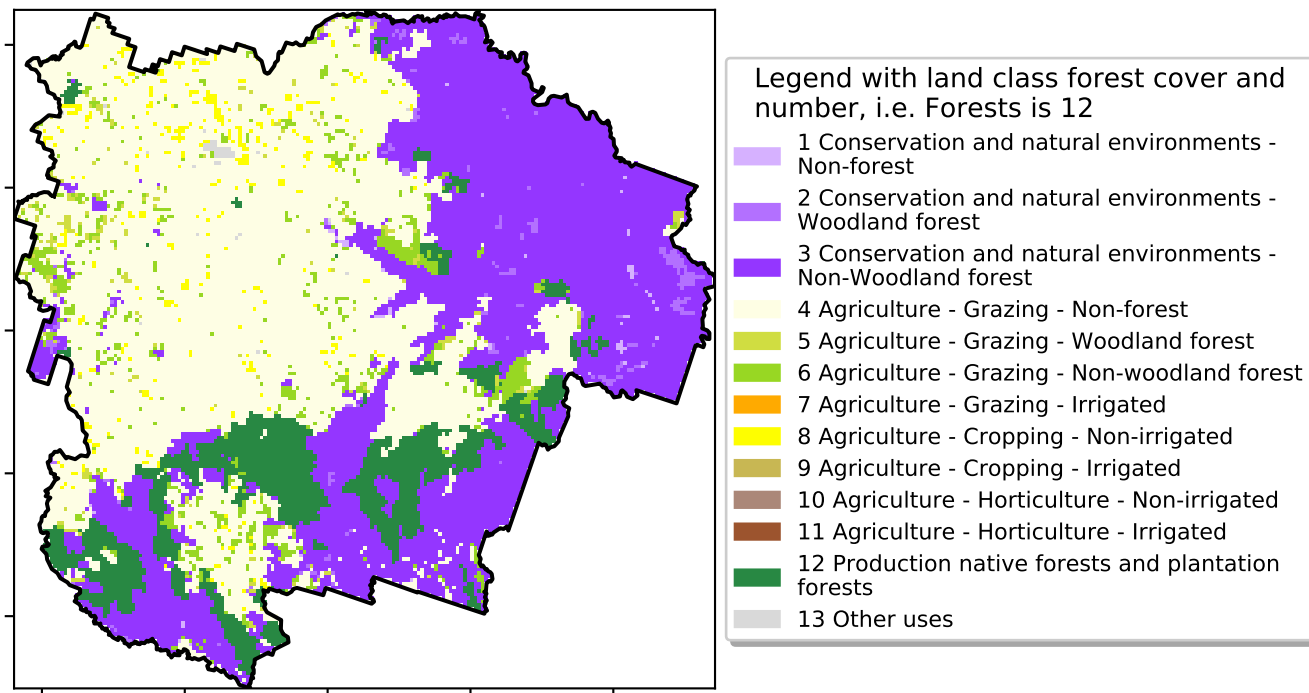 Legend with land class forest cover and
number, i.e. Forests is 12
1 Conservation and natural environments -
Non-forest
2 Conservation and natural environments -
Woodland forest
3 Conservation and natural environments -
Non-Woodland forest
4 Agriculture - Grazing - Non-forest
5 Agriculture - Grazing - Woodland forest
6 Agriculture - Grazing - Non-woodland forest
7 Agriculture - Grazing - Irrigated
8 Agriculture - Cropping - Non-irrigated
9 Agriculture - Cropping - Irrigated
10 Agriculture - Horticulture - Non-irrigated
11 Agriculture - Horticulture - Irrigated
12 Production native forests and plantation
forests
13 Other uses